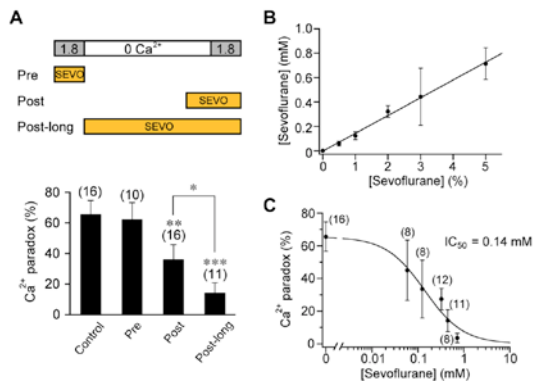 A
1.8 0 Ca²⁺ 1.8
Pre SEVO
Post SEVO
Post-long SEVO
Ca²⁺ paradox (%)
80
60
40
20
0
(16)
(10)
**
(16)
*
***
(11)
Control
Pre
Post
Post-long
B
[Sevoflurane] (mM)
1.0
0.8
0.6
0.4
0.2
0
0 1 2 3 4 5
[Sevoflurane] (%)
C
Ca²⁺ paradox (%)
80
60
40
20
0
(16)
(8)
(8)
(12)
(11)
(8)
IC₅₀ = 0.14 mM
0 0.01 0.1 1 10
[Sevoflurane] (mM)